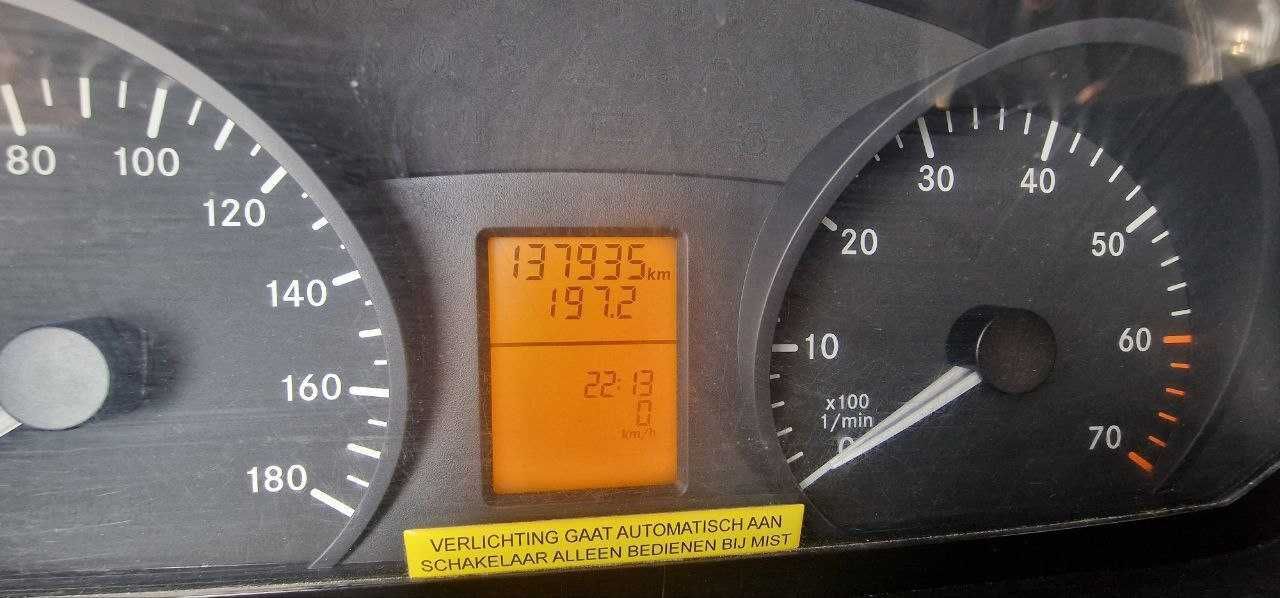 80
100
120
140
160
180
137935 km
197.2
22:13
0
km/h
0
10
20
30
40
50
60
70
x100
1/min
VERLICHTING GAAT AUTOMATISCH AAN
SCHAKELAAR ALLEEN BEDIENEN BIJ MIST